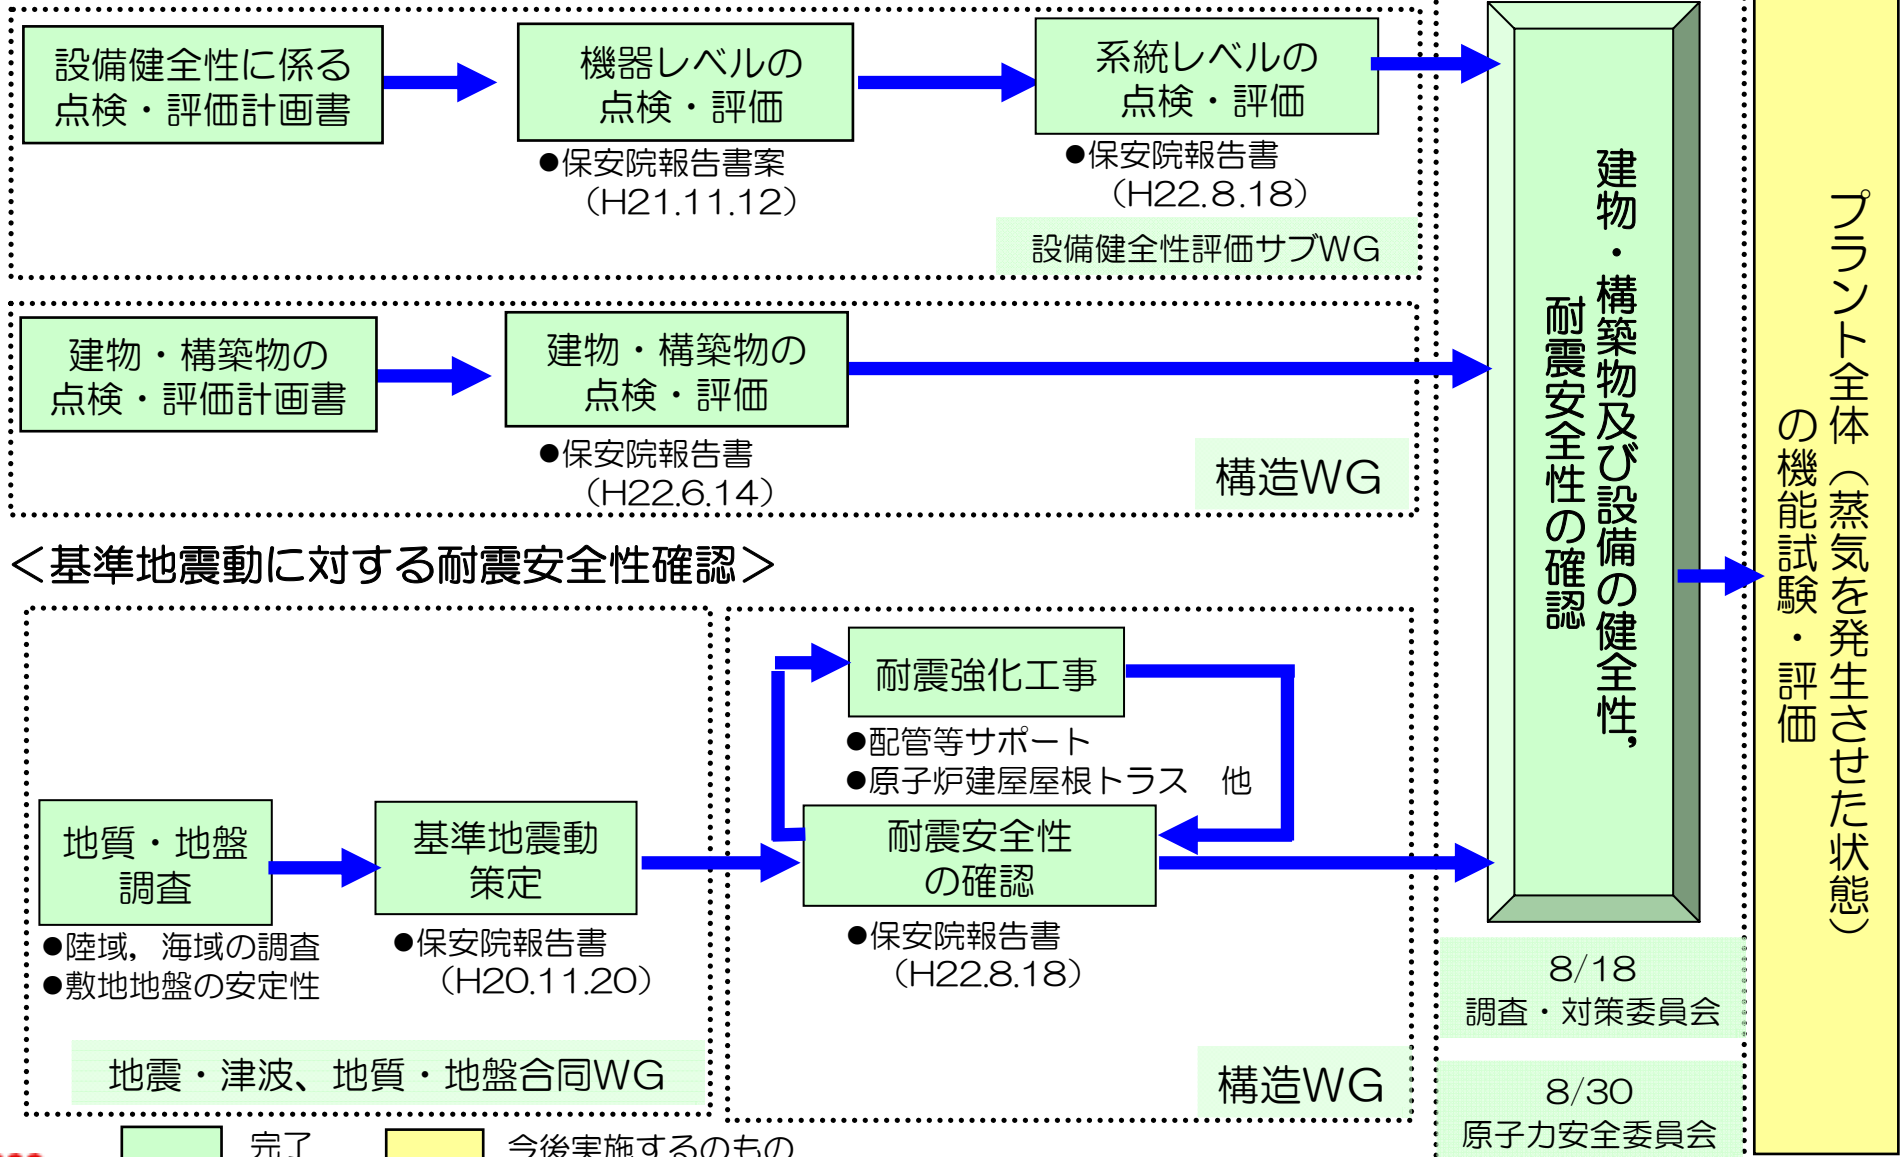 設備健全性に係る
点検・評価計画書
機器レベルの
点検・評価
系統レベルの
点検・評価
●保安院報告書案
（H21.11.12）
●保安院報告書
（H22.8.18）
設備健全性評価サブWG
建物・構築物の
点検・評価計画書
建物・構築物の
点検・評価
●保安院報告書
（H22.6.14）
構造WG
＜基準地震動に対する耐震安全性確認＞
地質・地盤
調査
●陸域，海域の調査
●敷地地盤の安定性
基準地震動
策定
●保安院報告書
（H20.11.20）
地震・津波、地質・地盤合同WG
耐震強化工事
●配管等サポート
●原子炉建屋屋根トラス　他
耐震安全性
の確認
●保安院報告書
（H22.8.18）
構造WG
建物・構築物及び設備の健全性，
耐震安全性の確認
8/18
調査・対策委員会
8/30
原子力安全委員会
プラント全体（蒸気を発生させた状態）
の機能試験・評価
完了
今後実施するのもの